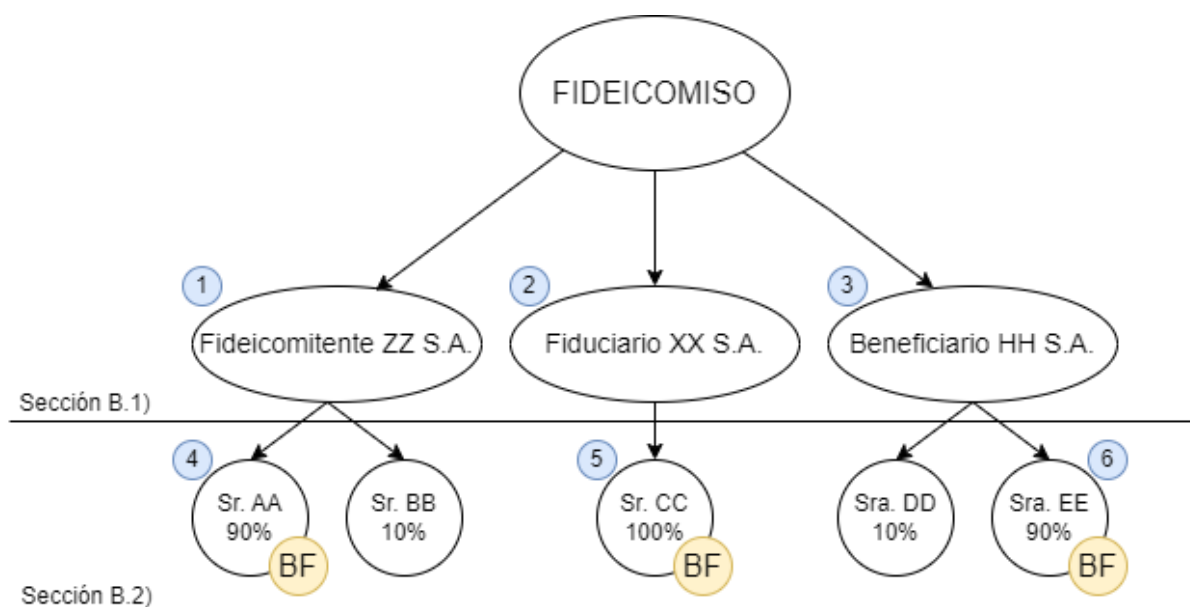 FIDEICOMISO
1
2
3
Fideicomitente ZZ S.A.
Fiduciario XX S.A.
Beneficiario HH S.A.
Sección B.1)
4
5
6
Sr. AA
90%
BF
Sr. BB
10%
Sr. CC
100%
BF
Sra. DD
10%
Sra. EE
90%
BF
Sección B.2)